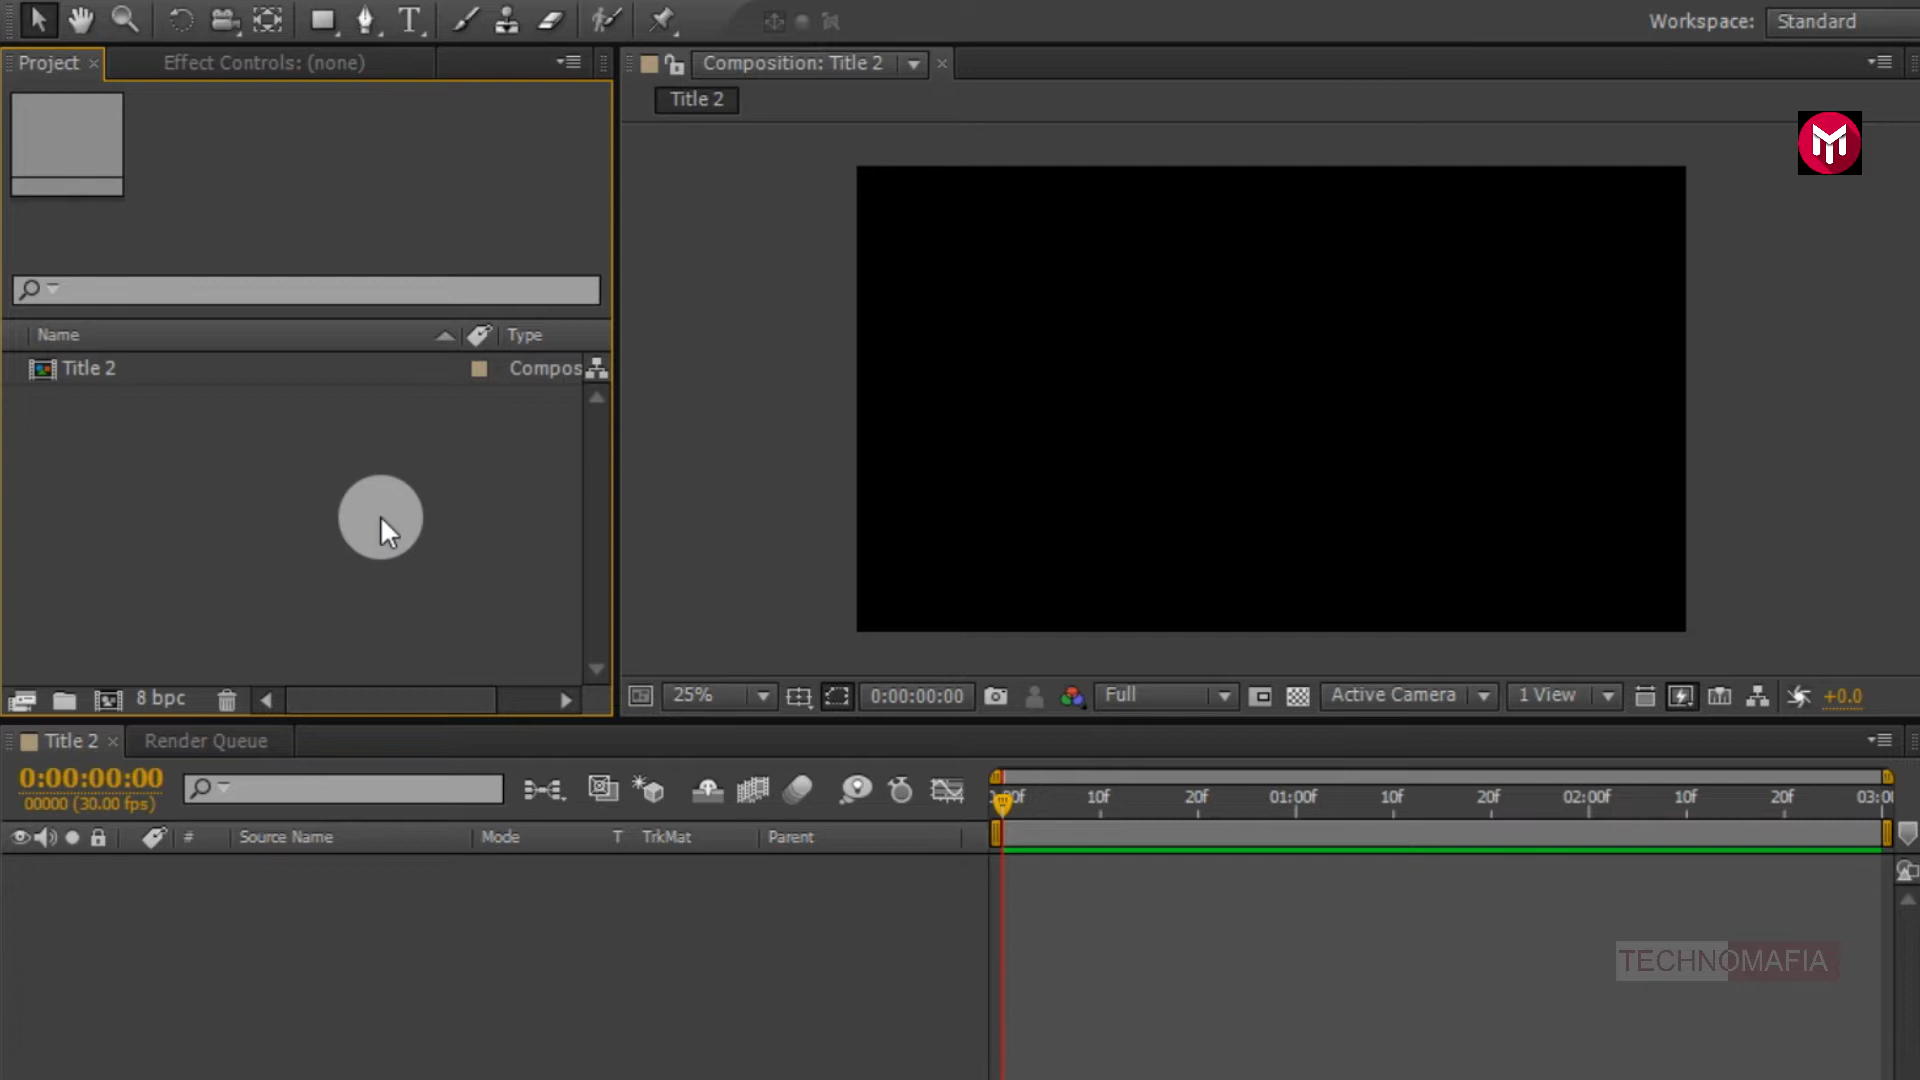 Workspace: Standard
Project × Effect Controls: (none)
Composition: Title 2 ×
Title 2
Name Type
Title 2 Compos
8 bpc
25% 0:00:00:00 Full Active Camera 1 View +0.0
Title 2 × Render Queue
0:00:00:00
00000 (30.00 fps)
10f 20f 01:00f 10f 20f 02:00f 10f 20f
# Source Name Mode T TrkMat Parent
TECHNOMAFIA